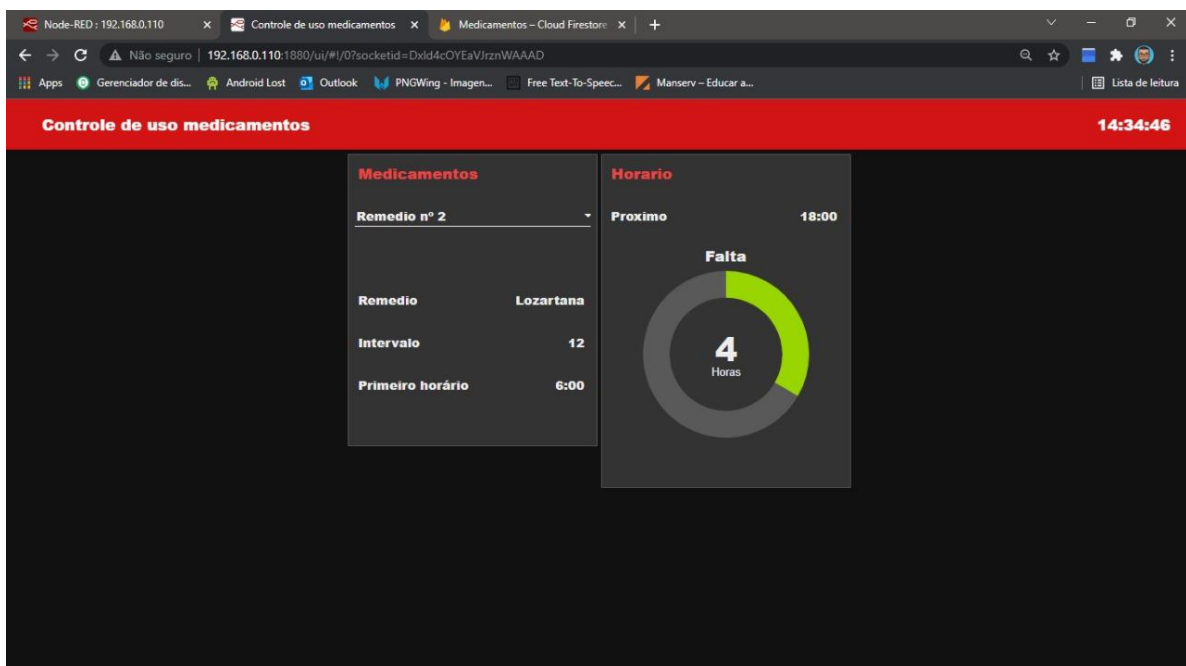 Node-RED : 192.168.0.110
Controle de uso medicamentos
Medicamentos – Cloud Firestore
Não seguro
192.168.0.110:1880/ui/#!/0?socketid=DxId4cOYEaVJrznWAAAD
Apps
Gerenciador de dis...
Android Lost
Outlook
PNGWing - Imagen...
Free Text-To-Speec...
Manserv – Educar a...
Lista de leitura
Controle de uso medicamentos
14:34:46
Medicamentos
Remedio nº 2
Remedio Lozartana
Intervalo 12
Primeiro horário 6:00
Horario
Proximo 18:00
Falta
4
Horas